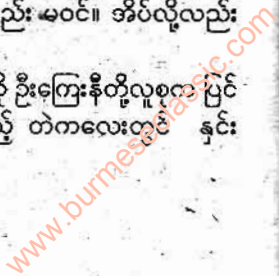 ည်း မဝင်။ အိပ်လို့လည်း
ဦးကြေးနီတို့လူစုက ပြင်
တဲကလေးတွင် နှင်း
www.burmeseclassic.com